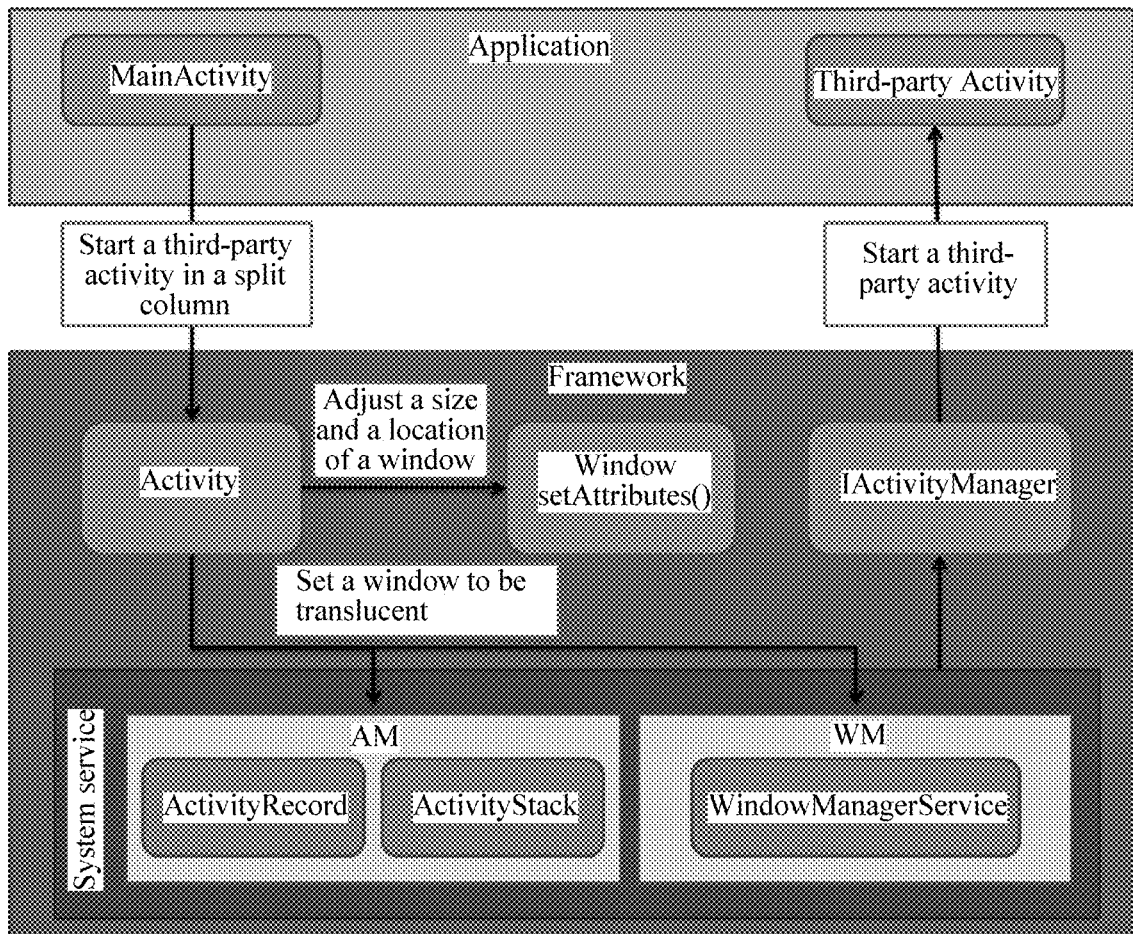 Application
MainActivity
Third-party Activity
Start a third-party
activity in a split
column
Start a third-
party activity
Framework
Adjust a size
and a location
of a window
Activity
Window
setAttributes()
IActivityManager
Set a window to be
translucent
System service
AM
WM
ActivityRecord
ActivityStack
WindowManagerService